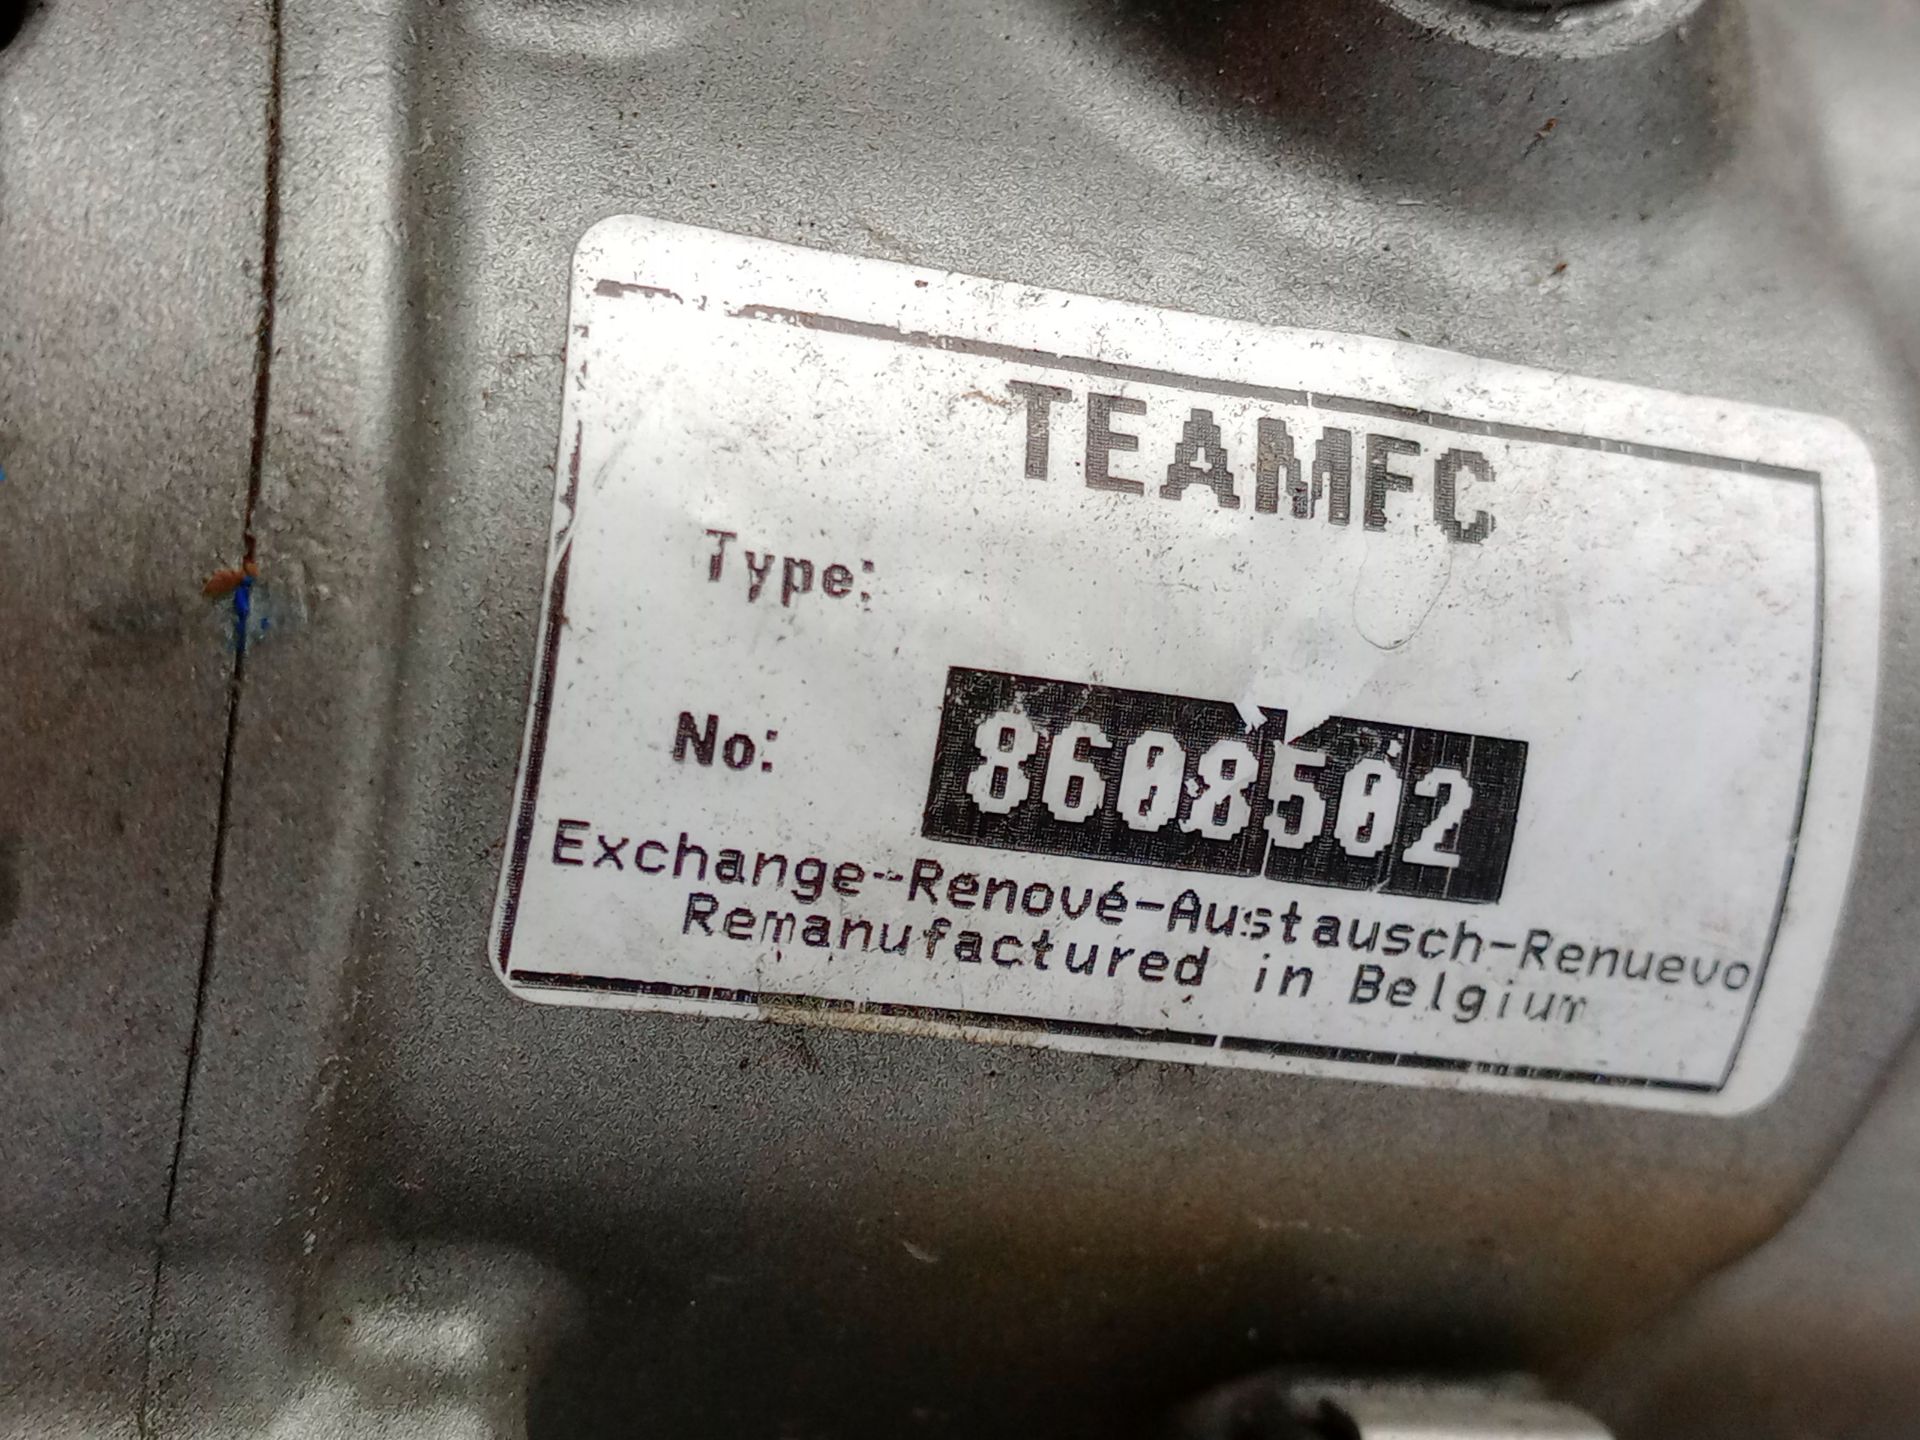 TEAMFC
Type:
No: 8608502
Exchange-Renové-Austausch-Renuevo
Remanufactured in Belgium